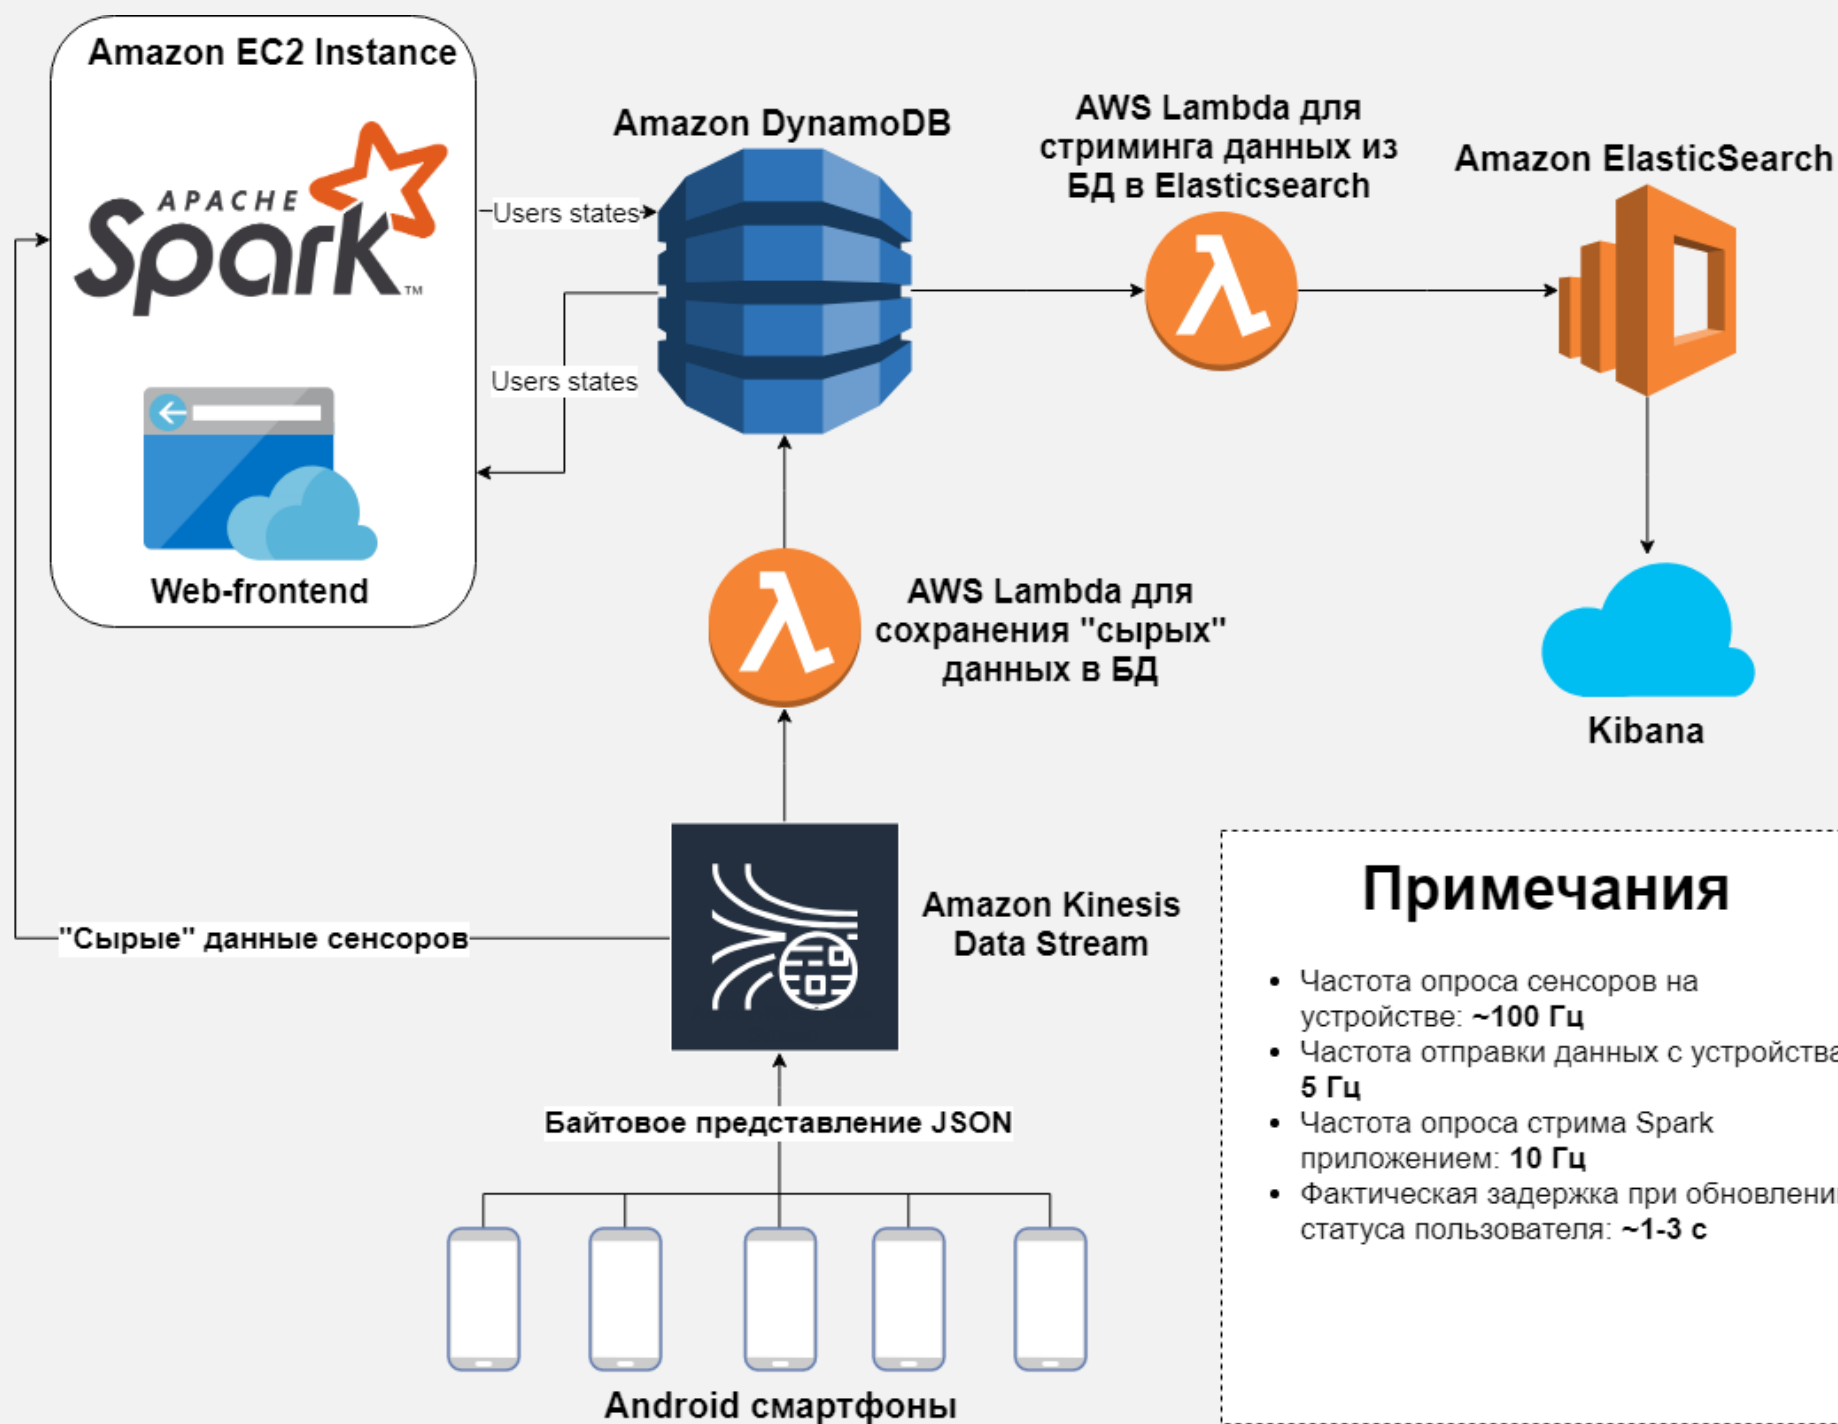 Amazon EC2 Instance
APACHE
Spark
TM
Web-frontend
Users states
Users states
Amazon DynamoDB
AWS Lambda для
стриминга данных из
БД в Elasticsearch
Amazon ElasticSearch
Kibana
AWS Lambda для
сохранения "сырых"
данных в БД
"Сырые" данные сенсоров
Amazon Kinesis
Data Stream
Байтовое представление JSON
Android смартфоны
Примечания
• Частота опроса сенсоров на
устройстве: ~100 Гц
• Частота отправки данных с устройства
5 Гц
• Частота опроса стрима Spark
приложением: 10 Гц
• Фактическая задержка при обновлени
статуса пользователя: ~1-3 с